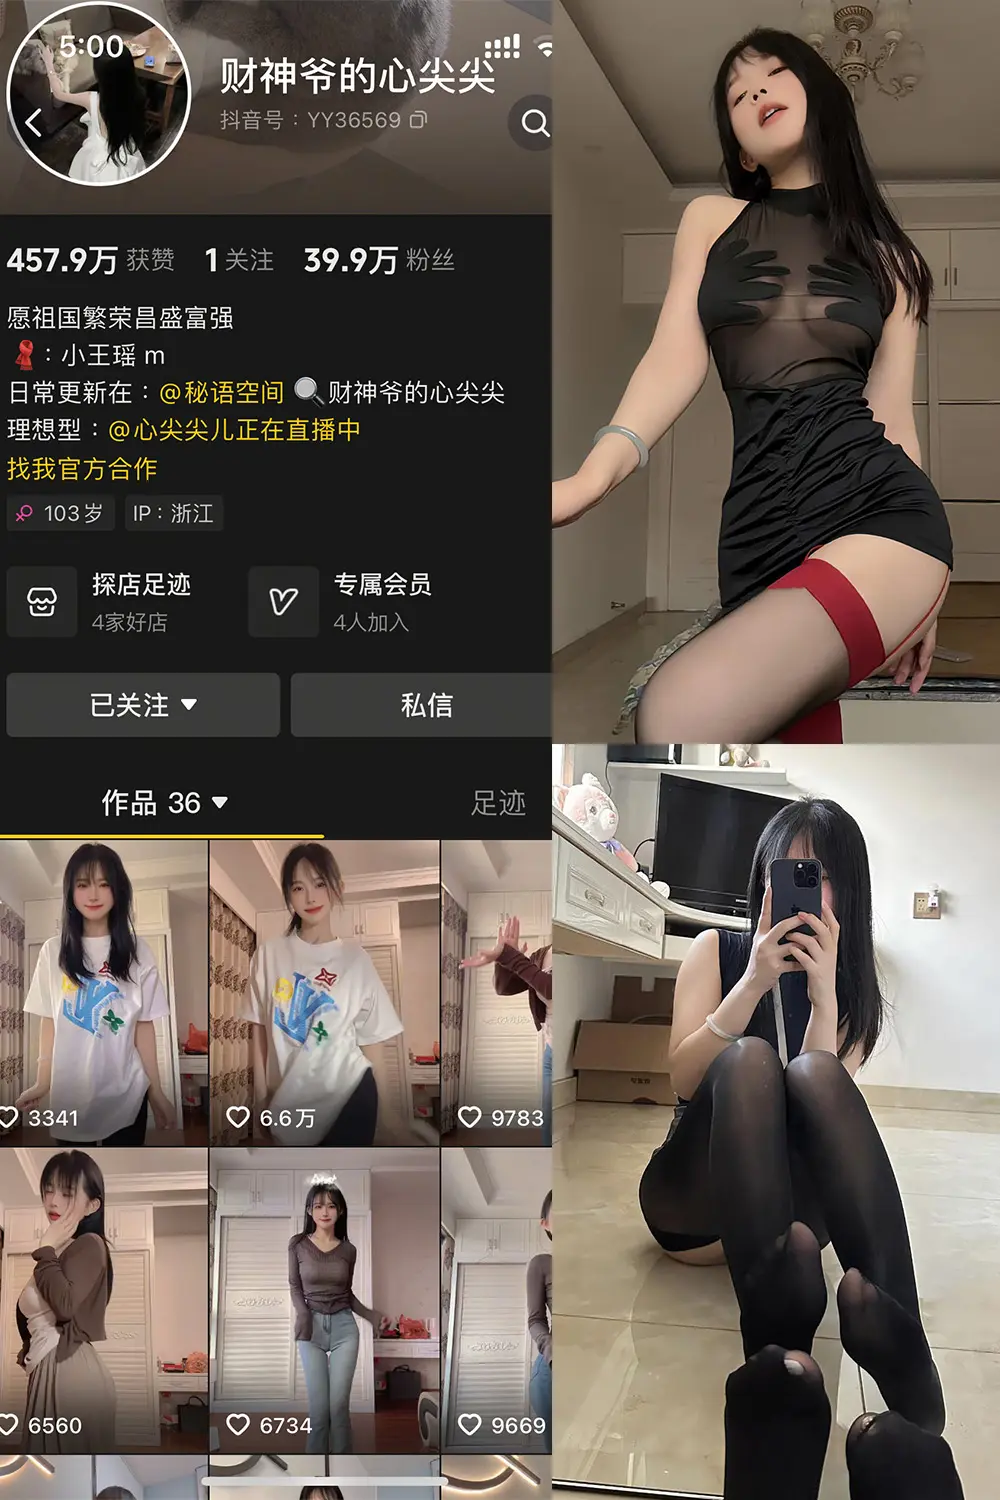 5:00
财神爷的心尖尖
抖音号：YY36569
457.9万 获赞 1 关注 39.9万 粉丝
愿祖国繁荣昌盛富强
：小王瑶 m
日常更新在：@秘语空间 财神爷的心尖尖
理想型：@心尖尖儿正在直播中
找我官方合作
103岁 IP：浙江
探店足迹 专属会员
4家好店 4人加入
已关注 私信
作品 36 足迹
3341 6.6万 9783
6560 6734 9669